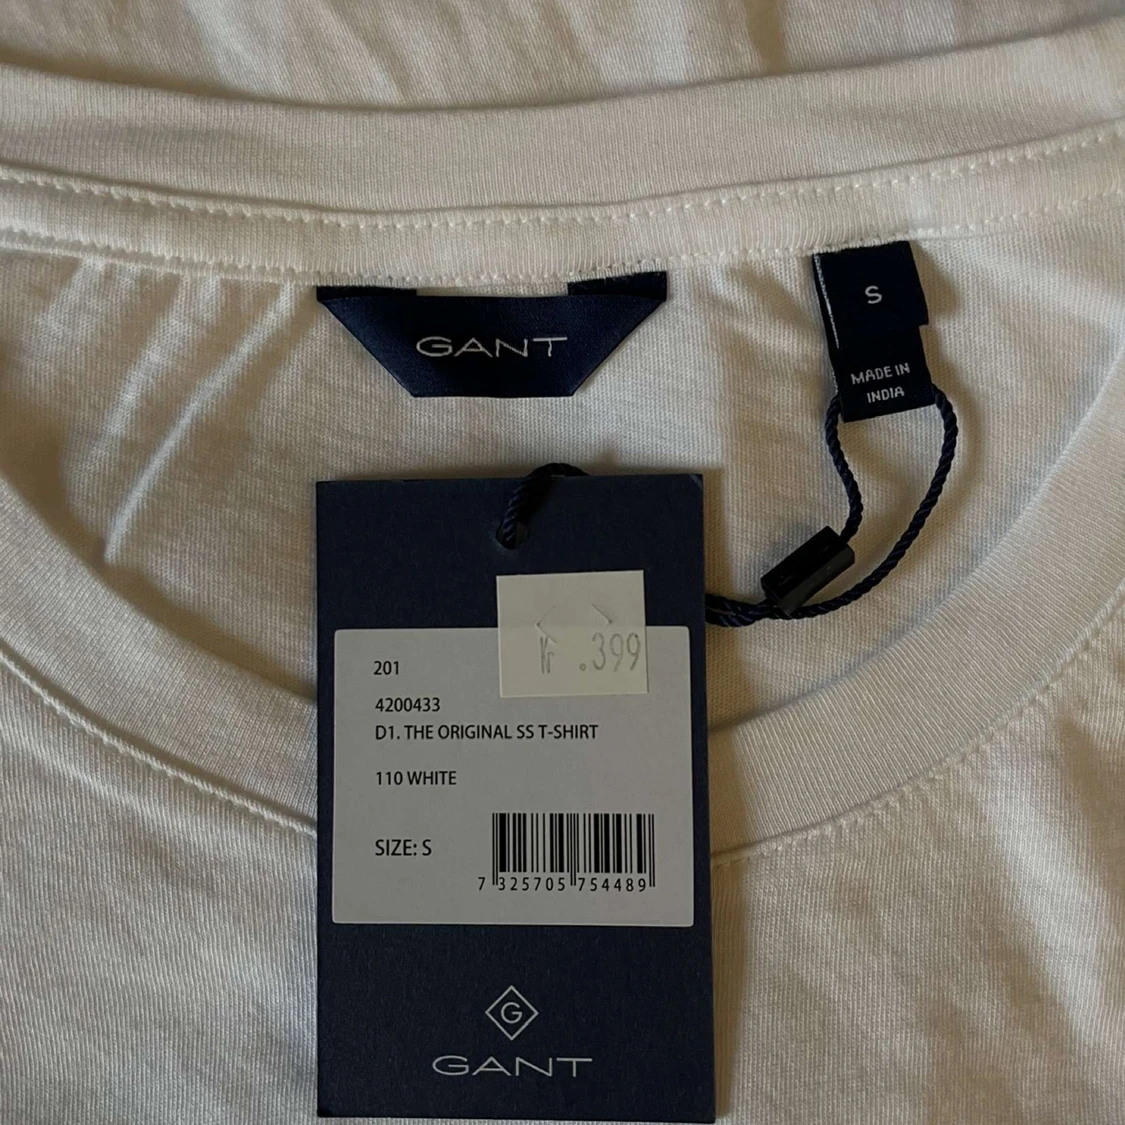 GANT
S
MADE IN
INDIA
Kr .399
201
4200433
D1. THE ORIGINAL SS T-SHIRT
110 WHITE
SIZE: S
7 325705 754489
G
GANT